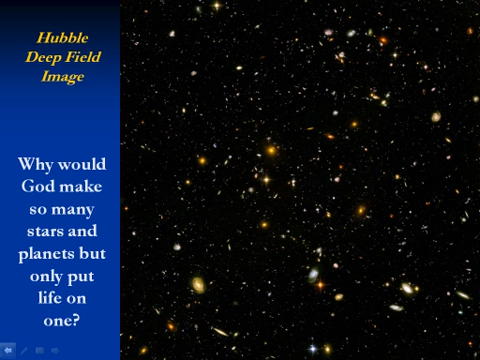 Hubble
Deep Field
Image
Why would
God make
so many
stars and
planets but
only put
life on
one?